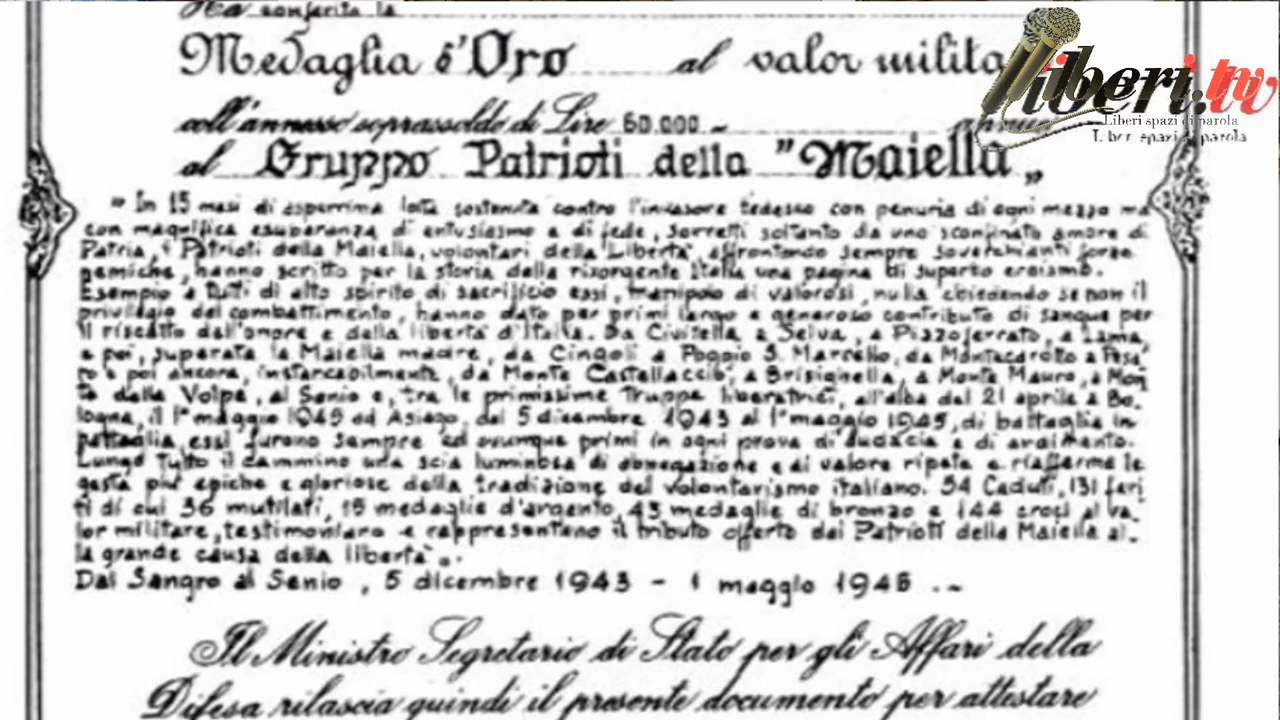 Ha conferito la
Medaglia d'Oro al valor milita
coll'annesso soprassoldo di Lire 60.000
al Gruppo Patrioti della "Maiella"
" In 15 mesi di asperrima lotta sostenuta contro l'invasore tedesco con penuria di ogni mezzo ma
con magnifica esuberanza di entusiasmo e di fede, sorretti soltanto da uno sconfinato amore di
Patria, i Patrioti della Maiella, volontari della Libertà affrontando sempre soverchianti forze
nemiche, hanno scritto per la storia della risorgente Italia una pagina di superbo eroismo.
Esempio a tutti di alto spirito di sacrificio essi, manipolo di valorosi, nulla chiedendo se non il
privilegio del combattimento, hanno dato per primi largo e generoso contributo di sangue per
il riscatto dell'onore e della libertà d'Italia. Da Civitella a Selva, a Pizzoferrato, a Lama,
e poi, superata la Maiella madre, da Cingoli a Poggio S. Marcello, da Montecarotto a Pesa-
ro e poi ancora, instancabilmente, da Monte Castellaccio, a Brisighella, a Monte Mauro, a Mon
te della Volpe, al Senio e, tra le primissime truppe liberatrici, all'alba del 21 aprile a Bo-
logna, il 1° maggio 1945 ad Asiago, dal 5 dicembre 1943 al 1° maggio 1945, di battaglia in
battaglia essi furono sempre ed ovunque primi in ogni prova di audacia e di ardimento.
Lungo tutto il cammino una scia luminosa di abnegazione e di valore ripete e riafferma le
gesta più epiche e gloriose della tradizione del volontarismo italiano. 54 Caduti, 131 feri
ti di cui 36 mutilati, 15 medaglie d'argento, 43 medaglie di bronzo e 144 croci al va-
lor militare, testimoniano e rappresentano il tributo offerto dai Patrioti della Maiella al-
la grande causa della libertà".
Dal Sangro al Senio, 5 dicembre 1943 - 1 maggio 1945 .-
Il Ministro Segretario di Stato per gli Affari della
Difesa rilascia quindi il presente documento per attestare
liberi.tv
Liberi spazi di parola